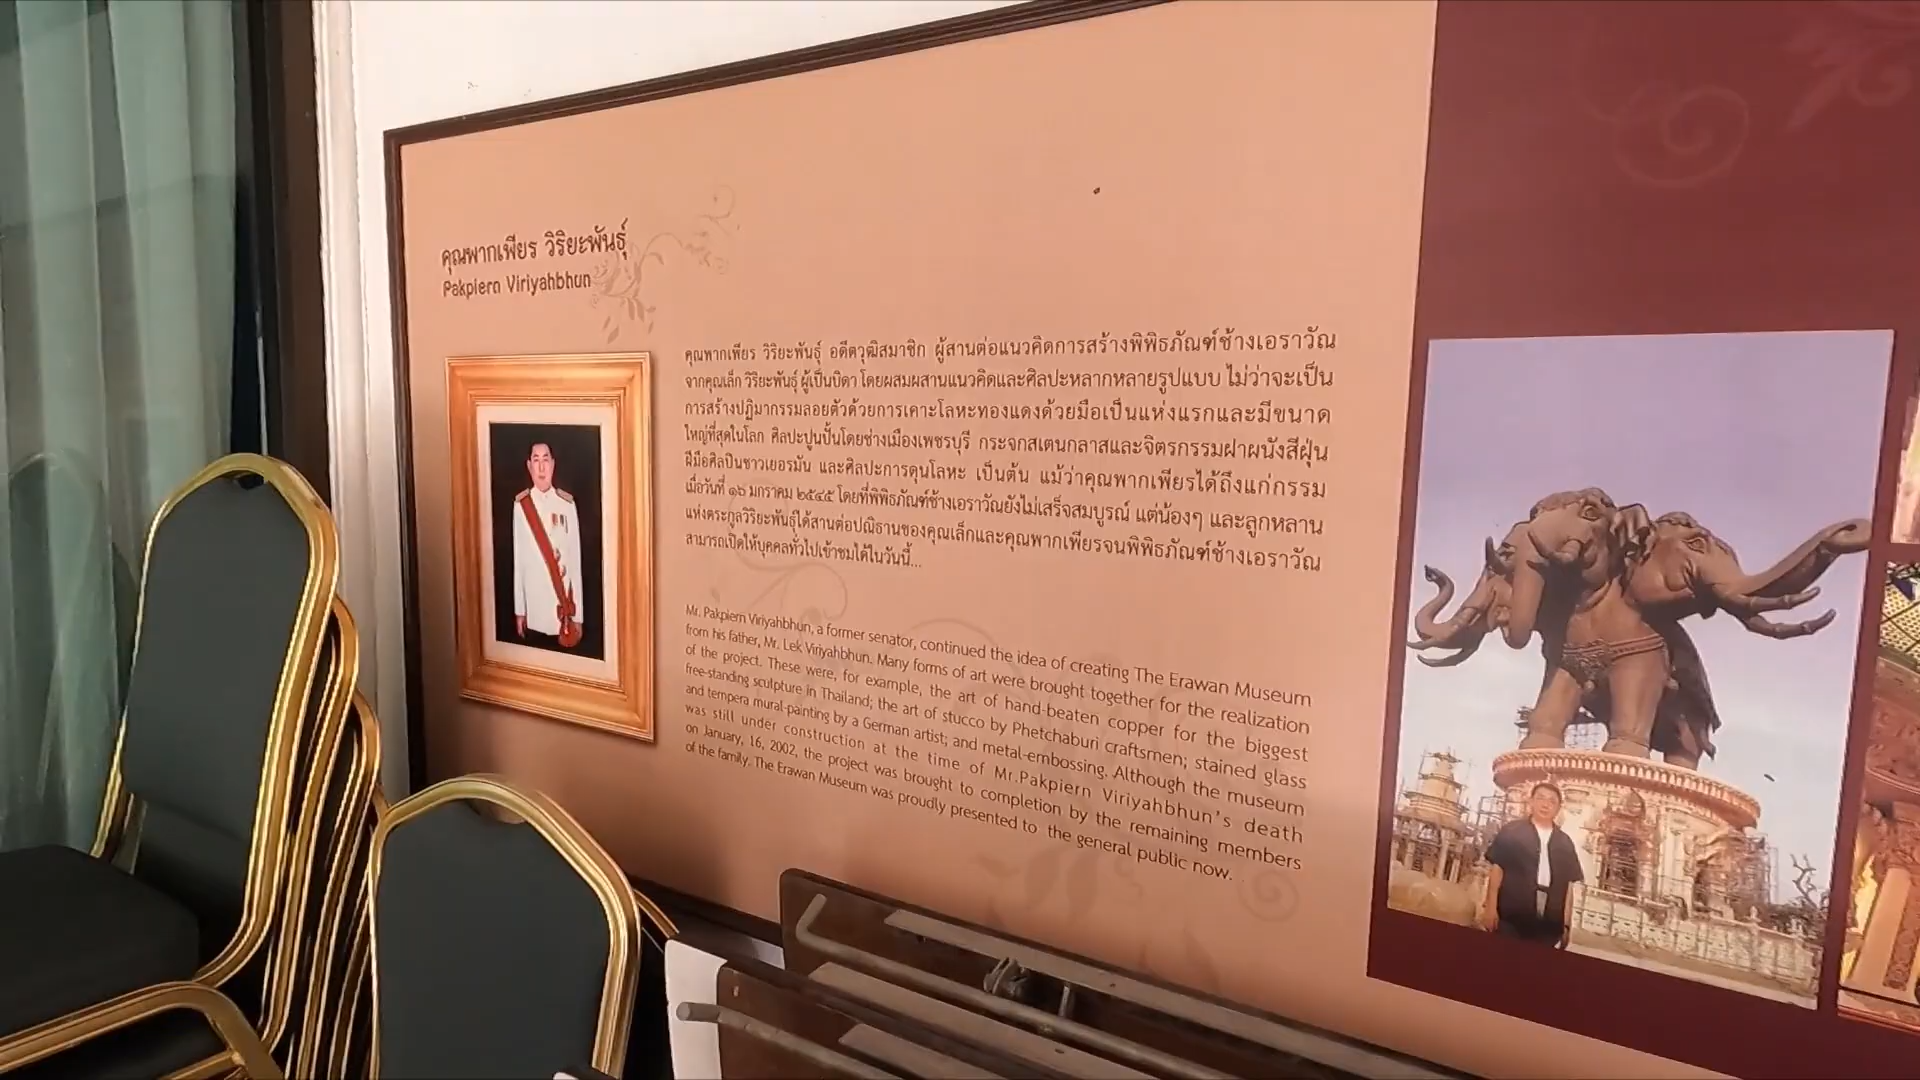 คุณพากเพียร วิริยะพันธุ์
Pakpiern Viriyahbhun
คุณพากเพียร วิริยะพันธุ์ อดีตวุฒิสมาชิก ผู้สานต่อแนวคิดการสร้างพิพิธภัณฑ์ช้างเอราวัณ
จากคุณเล็ก วิริยะพันธุ์ ผู้เป็นบิดา โดยผสมผสานแนวคิดและศิลปะหลากหลายรูปแบบ ไม่ว่าจะเป็น
การสร้างปฏิมากรรมลอยตัวด้วยการเคาะโลหะทองแดงด้วยมือเป็นแห่งแรกและมีขนาด
ใหญ่ที่สุดในโลก ศิลปะปูนปั้นโดยช่างเมืองเพชรบุรี กระจกสเตนกลาสและจิตรกรรมฝาผนังสีฝุ่น
ฝีมือศิลปินชาวเยอรมัน และศิลปะการดุนโลหะ เป็นต้น แม้ว่าคุณพากเพียรได้ถึงแก่กรรม
เมื่อวันที่ ๑๖ มกราคม ๒๕๔๕ โดยที่พิพิธภัณฑ์ช้างเอราวัณยังไม่เสร็จสมบูรณ์ แต่น้องๆ และลูกหลาน
แห่งตระกูลวิริยะพันธุ์ได้สานต่อปณิธานของคุณเล็กและคุณพากเพียรจนพิพิธภัณฑ์ช้างเอราวัณ
สามารถเปิดให้บุคคลทั่วไปเข้าชมได้ในวันนี้...
Mr. Pakpiern Viriyahbhun, a former senator, continued the idea of creating The Erawan Museum
from his father, Mr. Lek Viriyahbhun. Many forms of art were brought together for the realization
of the project. These were, for example, the art of hand-beaten copper for the biggest
free-standing sculpture in Thailand; the art of stucco by Phetchaburi craftsmen; stained glass
and tempera mural-painting by a German artist; and metal-embossing. Although the museum
was still under construction at the time of Mr.Pakpiern Viriyahbhun's death
on January, 16, 2002, the project was brought to completion by the remaining members
of the family. The Erawan Museum was proudly presented to the general public now.